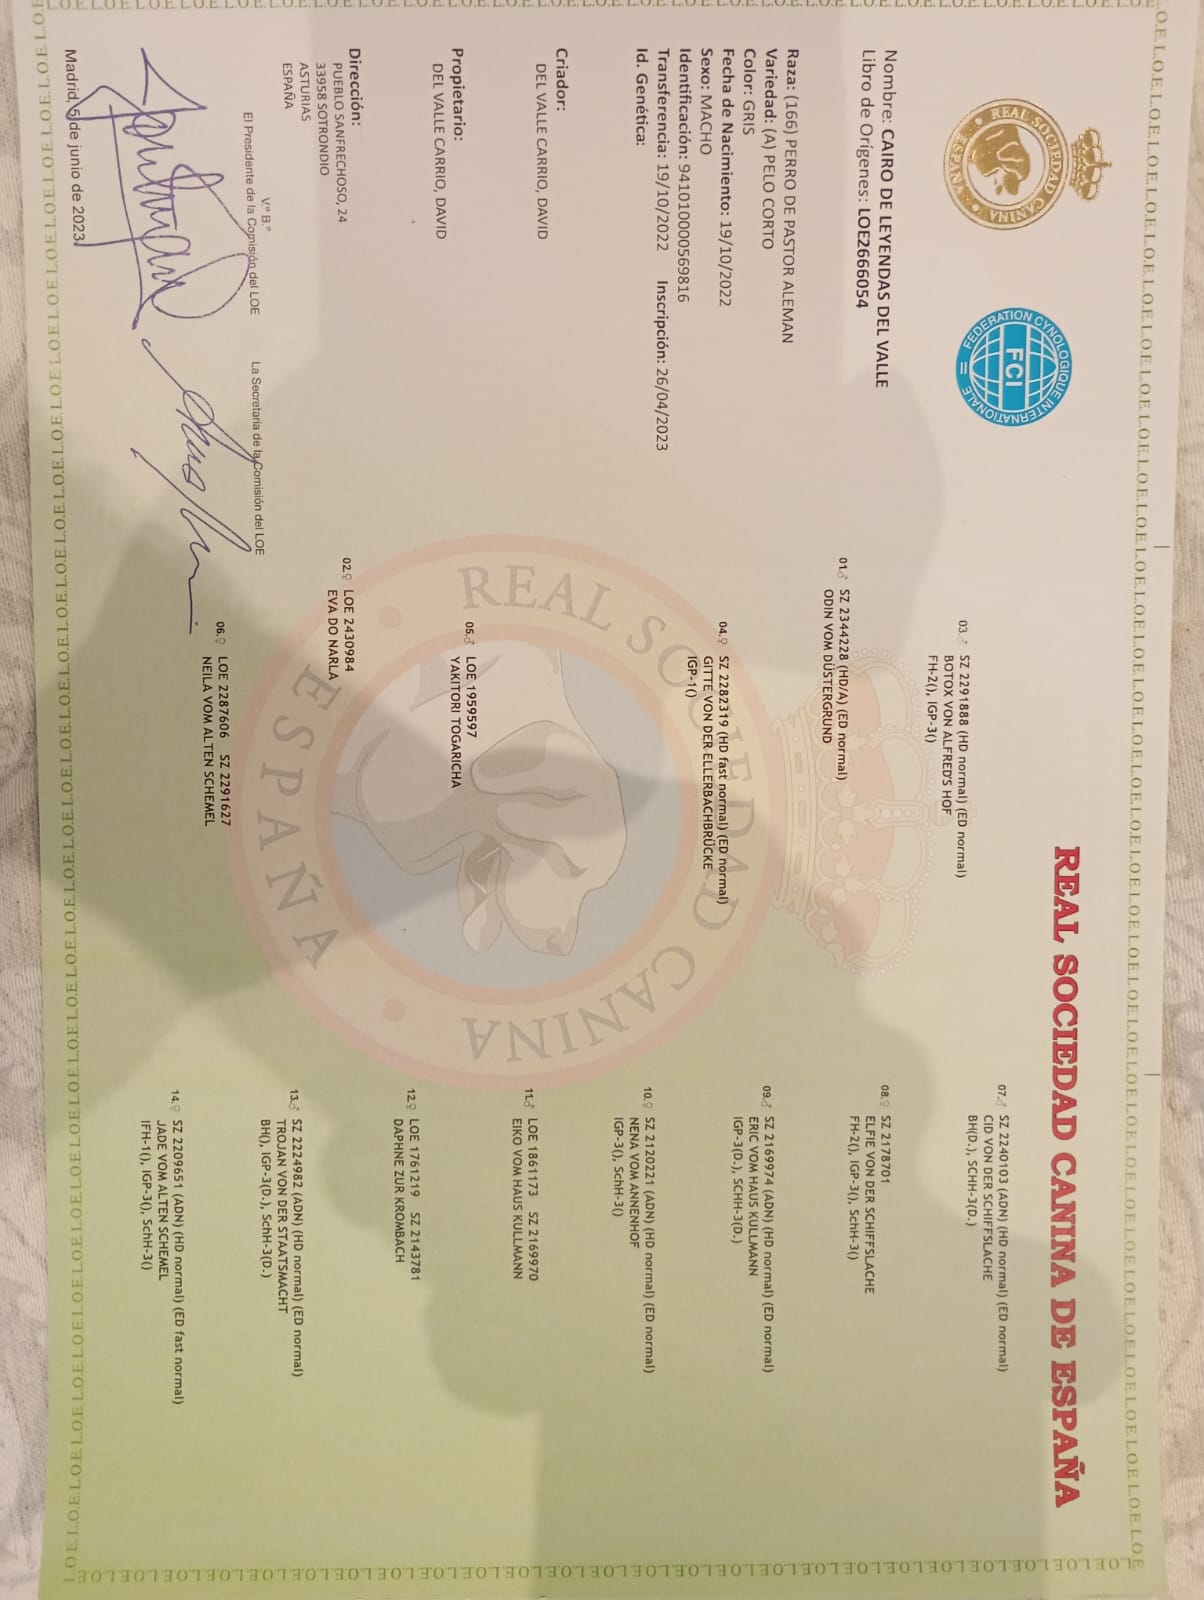 REAL SOCIEDAD CANINA DE ESPAÑA
REAL SOCIEDAD CANINA
ESPAÑA
FEDERATION CYNOLOGIQUE INTERNATIONALE
FCI
Nombre: CAIRO DE LEYENDAS DEL VALLE
Libro de Orígenes: LOE2666054
Raza: (166) PERRO DE PASTOR ALEMAN
Variedad: (A) PELO CORTO
Color: GRIS
Fecha de Nacimiento: 19/10/2022
Sexo: MACHO
Identificación: 941010000569816
Transferencia: 19/10/2022 Inscripción: 26/04/2023
Id. Genética:
Criador:
DEL VALLE CARRIO, DAVID
Propietario:
DEL VALLE CARRIO, DAVID
Dirección:
PUEBLO SANFRECHOSO, 24
33958 SOTRONDIO
ASTURIAS
ESPAÑA
V.º B.º
El Presidente de la Comisión del LOE
La Secretaria de la Comisión del LOE
Madrid, 5 de junio de 2023
01.♂ SZ 2344228 (HD/A) (ED normal)
ODIN VOM DÜSTERGRUND
02.♀ LOE 2430984
EVA DO NARLA
03.♂ SZ 2291888 (HD normal) (ED normal)
BOTOX VON ALFRED'S HOF
FH-2(), IGP-3()
04.♀ SZ 2282319 (HD fast normal) (ED normal)
GITTE VON DER ELLERBACHBRÜCKE
IGP-1()
05.♂ LOE 1959597
YAKITORI TOGARICHA
06.♀ LOE 2287606 SZ 2291627
NEILA VOM ALTEN SCHEMEL
07.♂ SZ 2240103 (ADN) (HD normal) (ED normal)
CID VON DER SCHIFFSLACHE
BH(D.), SCHH-3(D.)
08.♀ SZ 2178701
ELFIE VON DER SCHIFFSLACHE
FH-2(), IGP-3(), SchH-3()
09.♂ SZ 2169974 (ADN) (HD normal) (ED normal)
ERIC VOM HAUS KULLMANN
IGP-3(D.), SCHH-3(D.)
10.♀ SZ 2120221 (ADN) (HD normal) (ED normal)
NENA VOM ANNENHOF
IGP-3(), SchH-3()
11.♂ LOE 1861173 SZ 2169970
EIKO VOM HAUS KULLMANN
12.♀ LOE 1761219 SZ 2143781
DAPHNE ZUR KROMBACH
13.♂ SZ 2224982 (ADN) (HD normal) (ED normal)
TROJAN VON DER STAATSMACHT
BH(), IGP-3(D.), SchH-3(D.)
14.♀ SZ 2209651 (ADN) (HD normal) (ED fast normal)
JADE VOM ALTEN SCHEMEL
IFH-1(), IGP-3(), SchH-3()
REAL SOCIEDAD CANINA
ESPAÑA